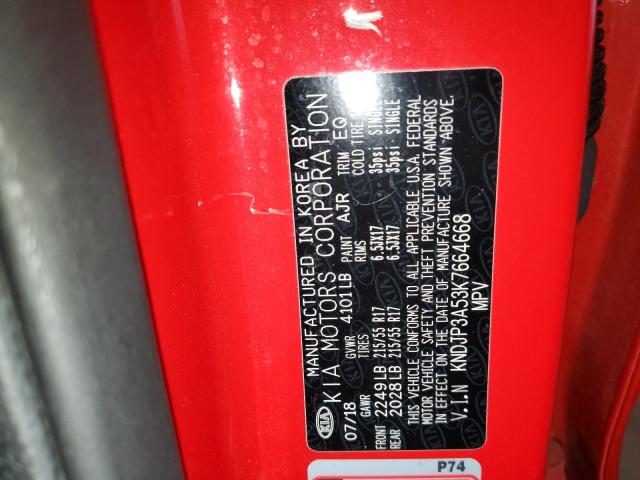 KIA MANUFACTURED IN KOREA BY
KIA MOTORS CORPORATION
07/18 GVWR 4101LB PAINT AJR TRIM EQ
GAWR TIRES RIMS COLD TIRE
FRONT 2249LB 215/55 R17 6.5JX17 35psi SINGLE
REAR 2028LB 215/55 R17 6.5JX17 35psi SINGLE
THIS VEHICLE CONFORMS TO ALL APPLICABLE U.S.A. FEDERAL
MOTOR VEHICLE SAFETY AND THEFT PREVENTION STANDARDS
IN EFFECT ON THE DATE OF MANUFACTURE SHOWN ABOVE.
V.I.N KNDJP3A53K7664668
MPV
P74